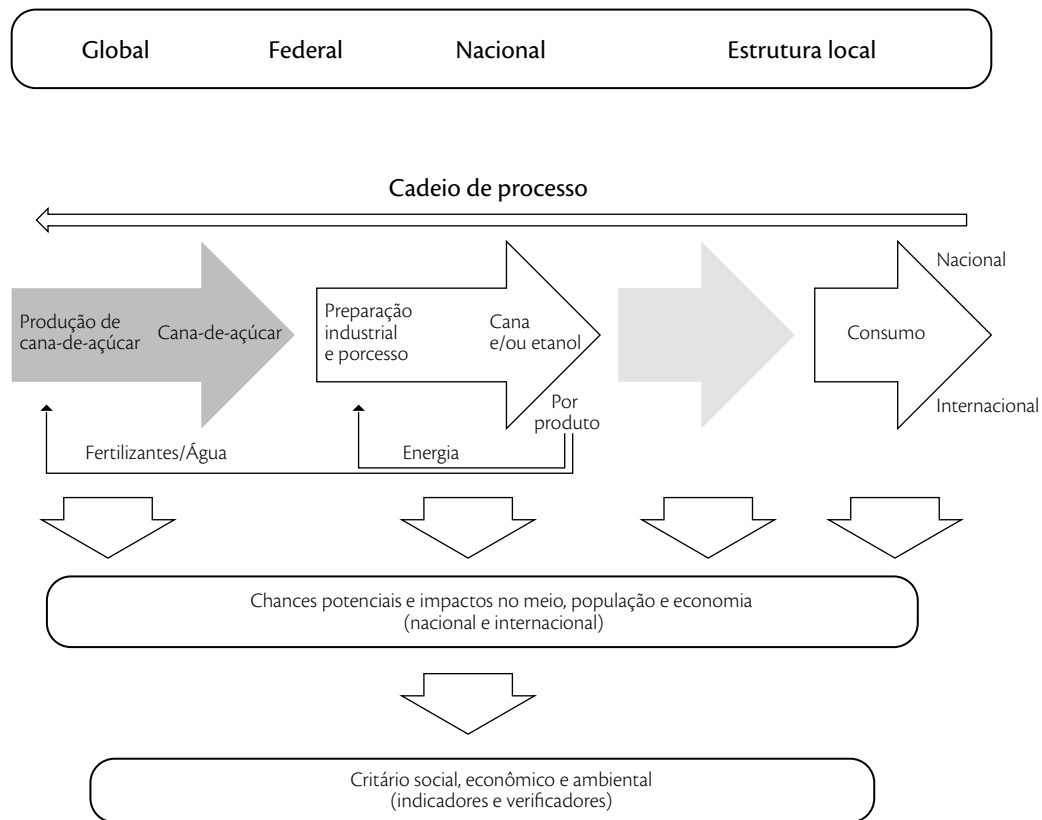 Global Federal Nacional Estrutura local
Cadeio de processo
Produção de
cana-de-açúcar
Cana-de-açúcar
Preparação
industrial
e porcesso
Cana
e/ou etanol
Por
produto
Consumo
Nacional
Internacional
Fertilizantes/Água
Energia
Chances potenciais e impactos no meio, população e economia
(nacional e internacional)
Critário social, econômico e ambiental
(indicadores e verificadores)